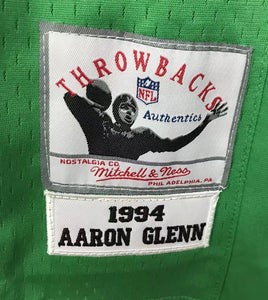 THROWBACKS
NFL
Authentics
NOSTALGIA CO.
Mitchell & Ness
PHILADELPHIA, PA
1994
AARON GLENN